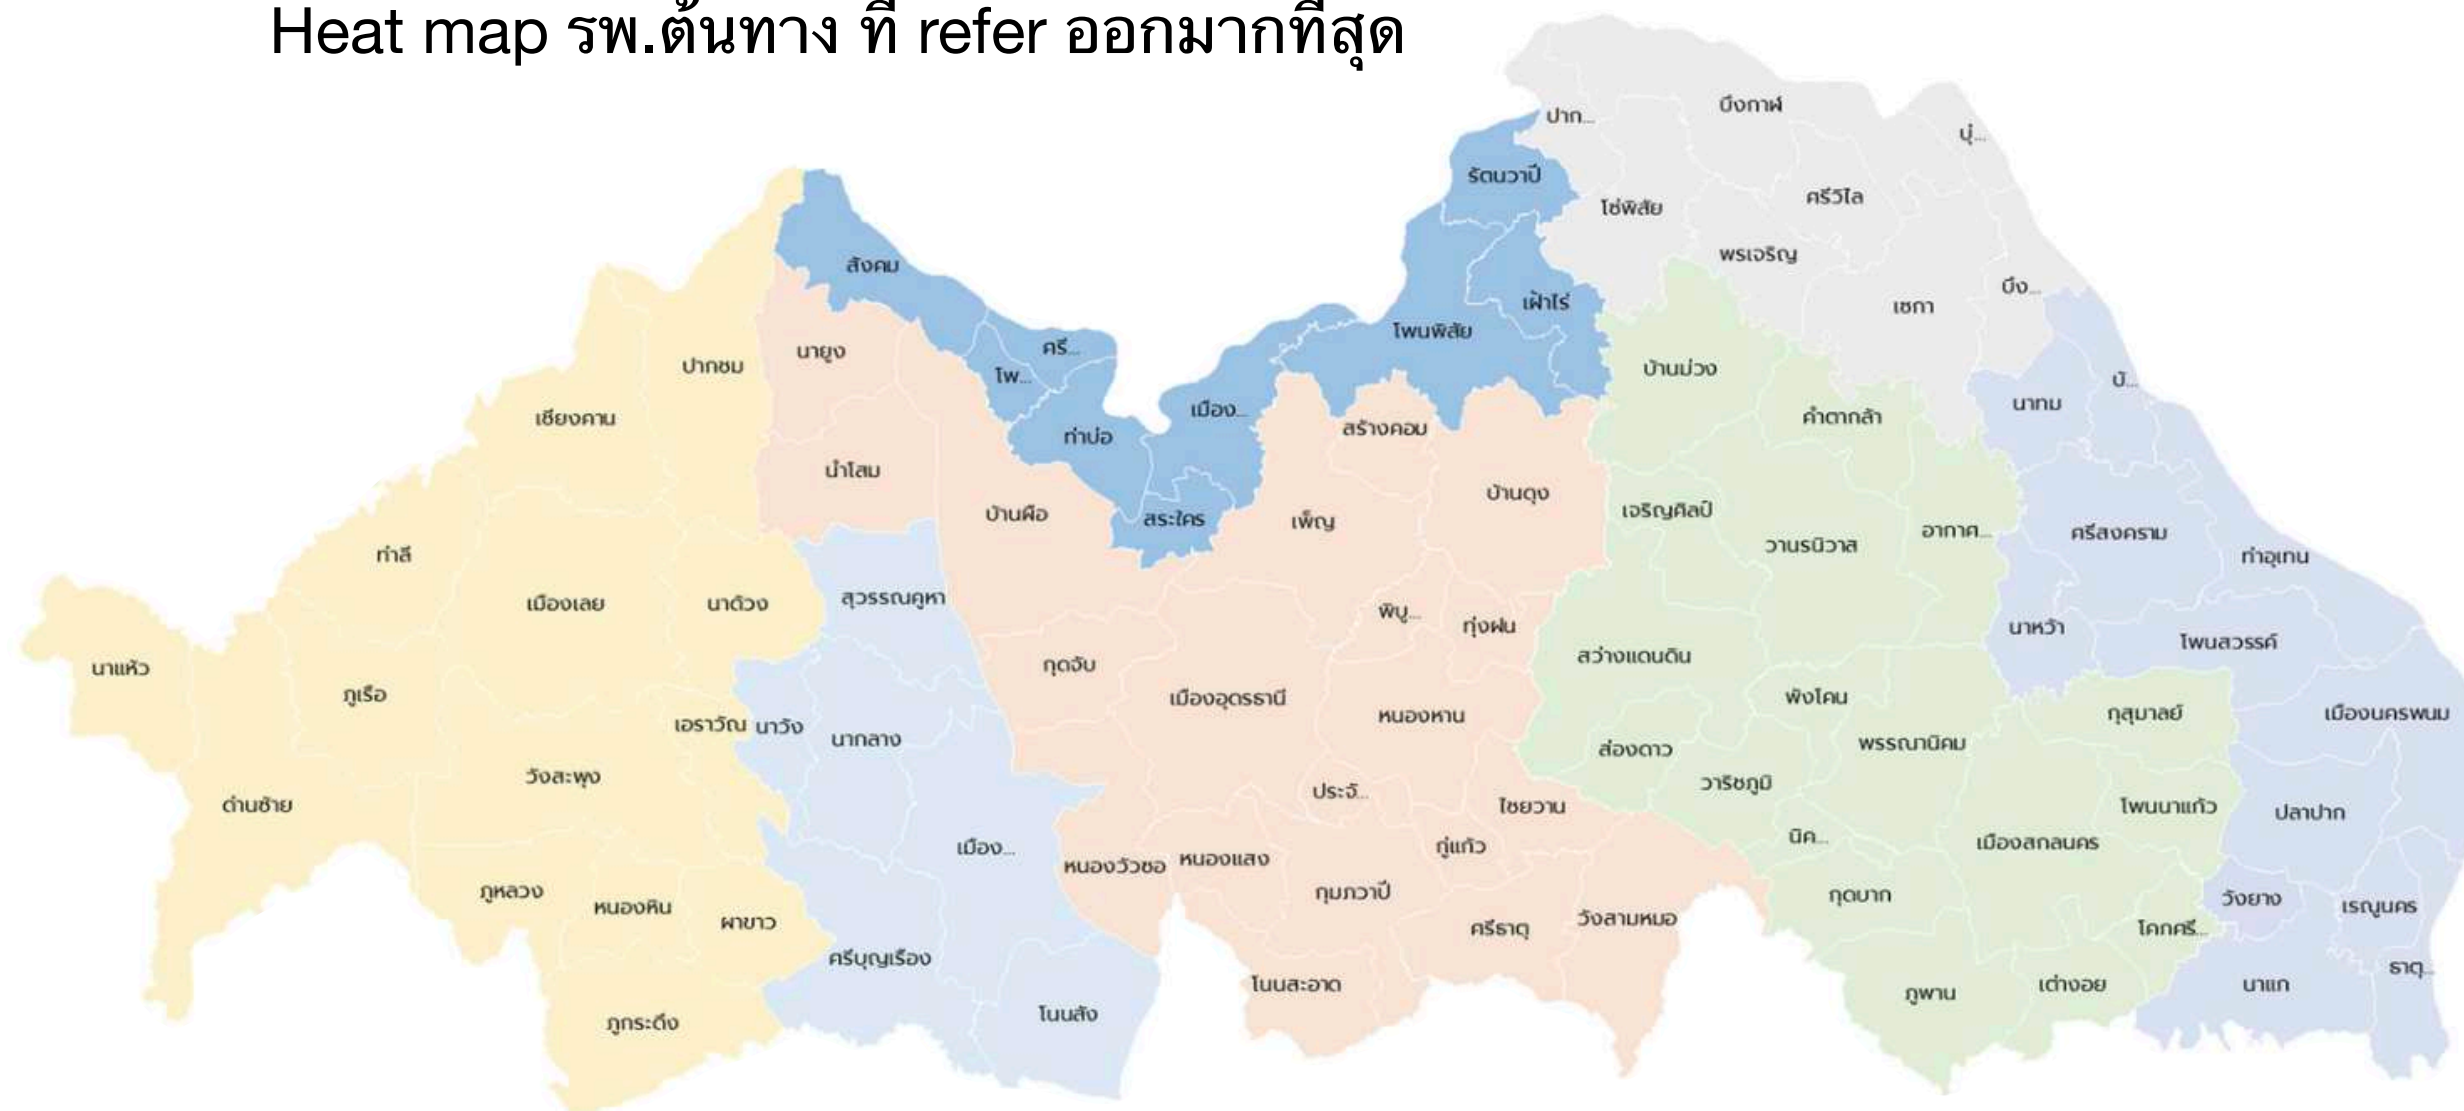 Heat map รพ.ต้นทาง ที่ refer ออกมากที่สุด
ปาก...
บึงกาฬ
บุ่...
รัตนวาปี
โซ่พิสัย
ศรีวิไล
พรเจริญ
สังคม
เฝ้าไร่
เซกา
บึง...
โพนพิสัย
ศรี...
นายูง
โพ...
ปากชม
บ้านม่วง
บ้...
นาทม
เมือง...
เชียงคาน
คำตากล้า
สร้างคอม
ท่าบ่อ
น้ำโสม
บ้านดุง
เจริญศิลป์
บ้านผือ
สระใคร
เพ็ญ
อากาศ...
ศรีสงคราม
วานรนิวาส
ท่าลี่
ท่าอุเทน
เมืองเลย
นาด้วง
สุวรรณคูหา
พิบู...
ทุ่งฝน
นาหว้า
โพนสวรรค์
สว่างแดนดิน
นาแห้ว
กุดจับ
ภูเรือ
เมืองอุดรธานี
พังโคน
หนองหาน
กุสุมาลย์
เมืองนครพนม
เอราวัณ
นาวัง
นากลาง
พรรณานิคม
ส่องดาว
วังสะพุง
วาริชภูมิ
ประจั...
ด่านซ้าย
ไชยวาน
โพนนาแก้ว
ปลาปาก
นิค...
เมืองสกลนคร
เมือง...
กู่แก้ว
หนองวัวซอ
หนองแสง
ภูหลวง
กุมภวาปี
กุดบาก
วังยาง
หนองหิน
เรณูนคร
ผาขาว
วังสามหมอ
ศรีธาตุ
โคกศรี...
ศรีบุญเรือง
ธาตุ...
โนนสะอาด
เต่างอย
นาแก
ภูพาน
โนนสัง
ภูกระดึง